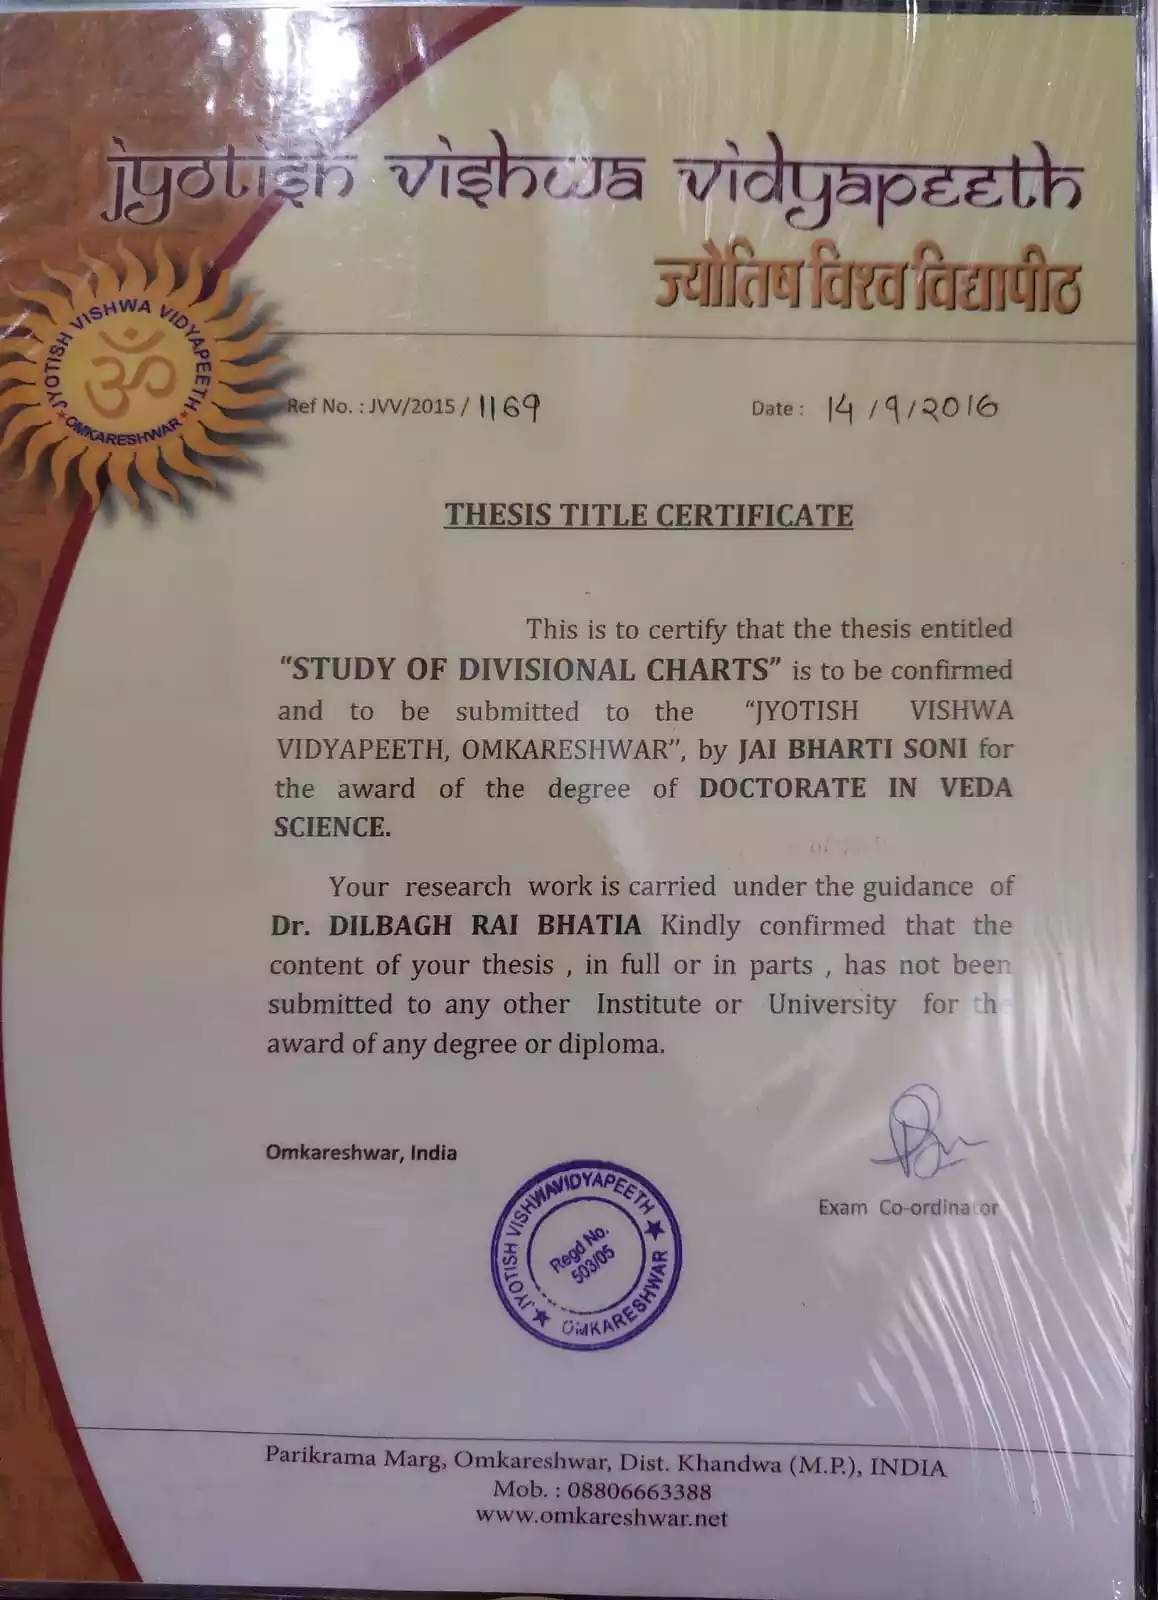 jyotish vishwa vidyapeeth
ज्योतिष विश्व विद्यापीठ
JYOTISH VISHWA VIDYAPEETH
ॐ
★ OMKARESHWAR ★
Ref No. : JVV/2015 / 1169
Date : 14 /9/2016
THESIS TITLE CERTIFICATE
This is to certify that the thesis entitled
“STUDY OF DIVISIONAL CHARTS” is to be confirmed
and to be submitted to the “JYOTISH VISHWA
VIDYAPEETH, OMKARESHWAR”, by JAI BHARTI SONI for
the award of the degree of DOCTORATE IN VEDA
SCIENCE.
Your research work is carried under the guidance of
Dr. DILBAGH RAI BHATIA Kindly confirmed that the
content of your thesis , in full or in parts , has not been
submitted to any other Institute or University for the
award of any degree or diploma.
Omkareshwar, India
Exam Co-ordinator
JYOTISH VISHWAVIDYAPEETH
Regd No.
503/05
★ OMKARESHWAR ★
Parikrama Marg, Omkareshwar, Dist. Khandwa (M.P.), INDIA
Mob. : 08806663388
www.omkareshwar.net